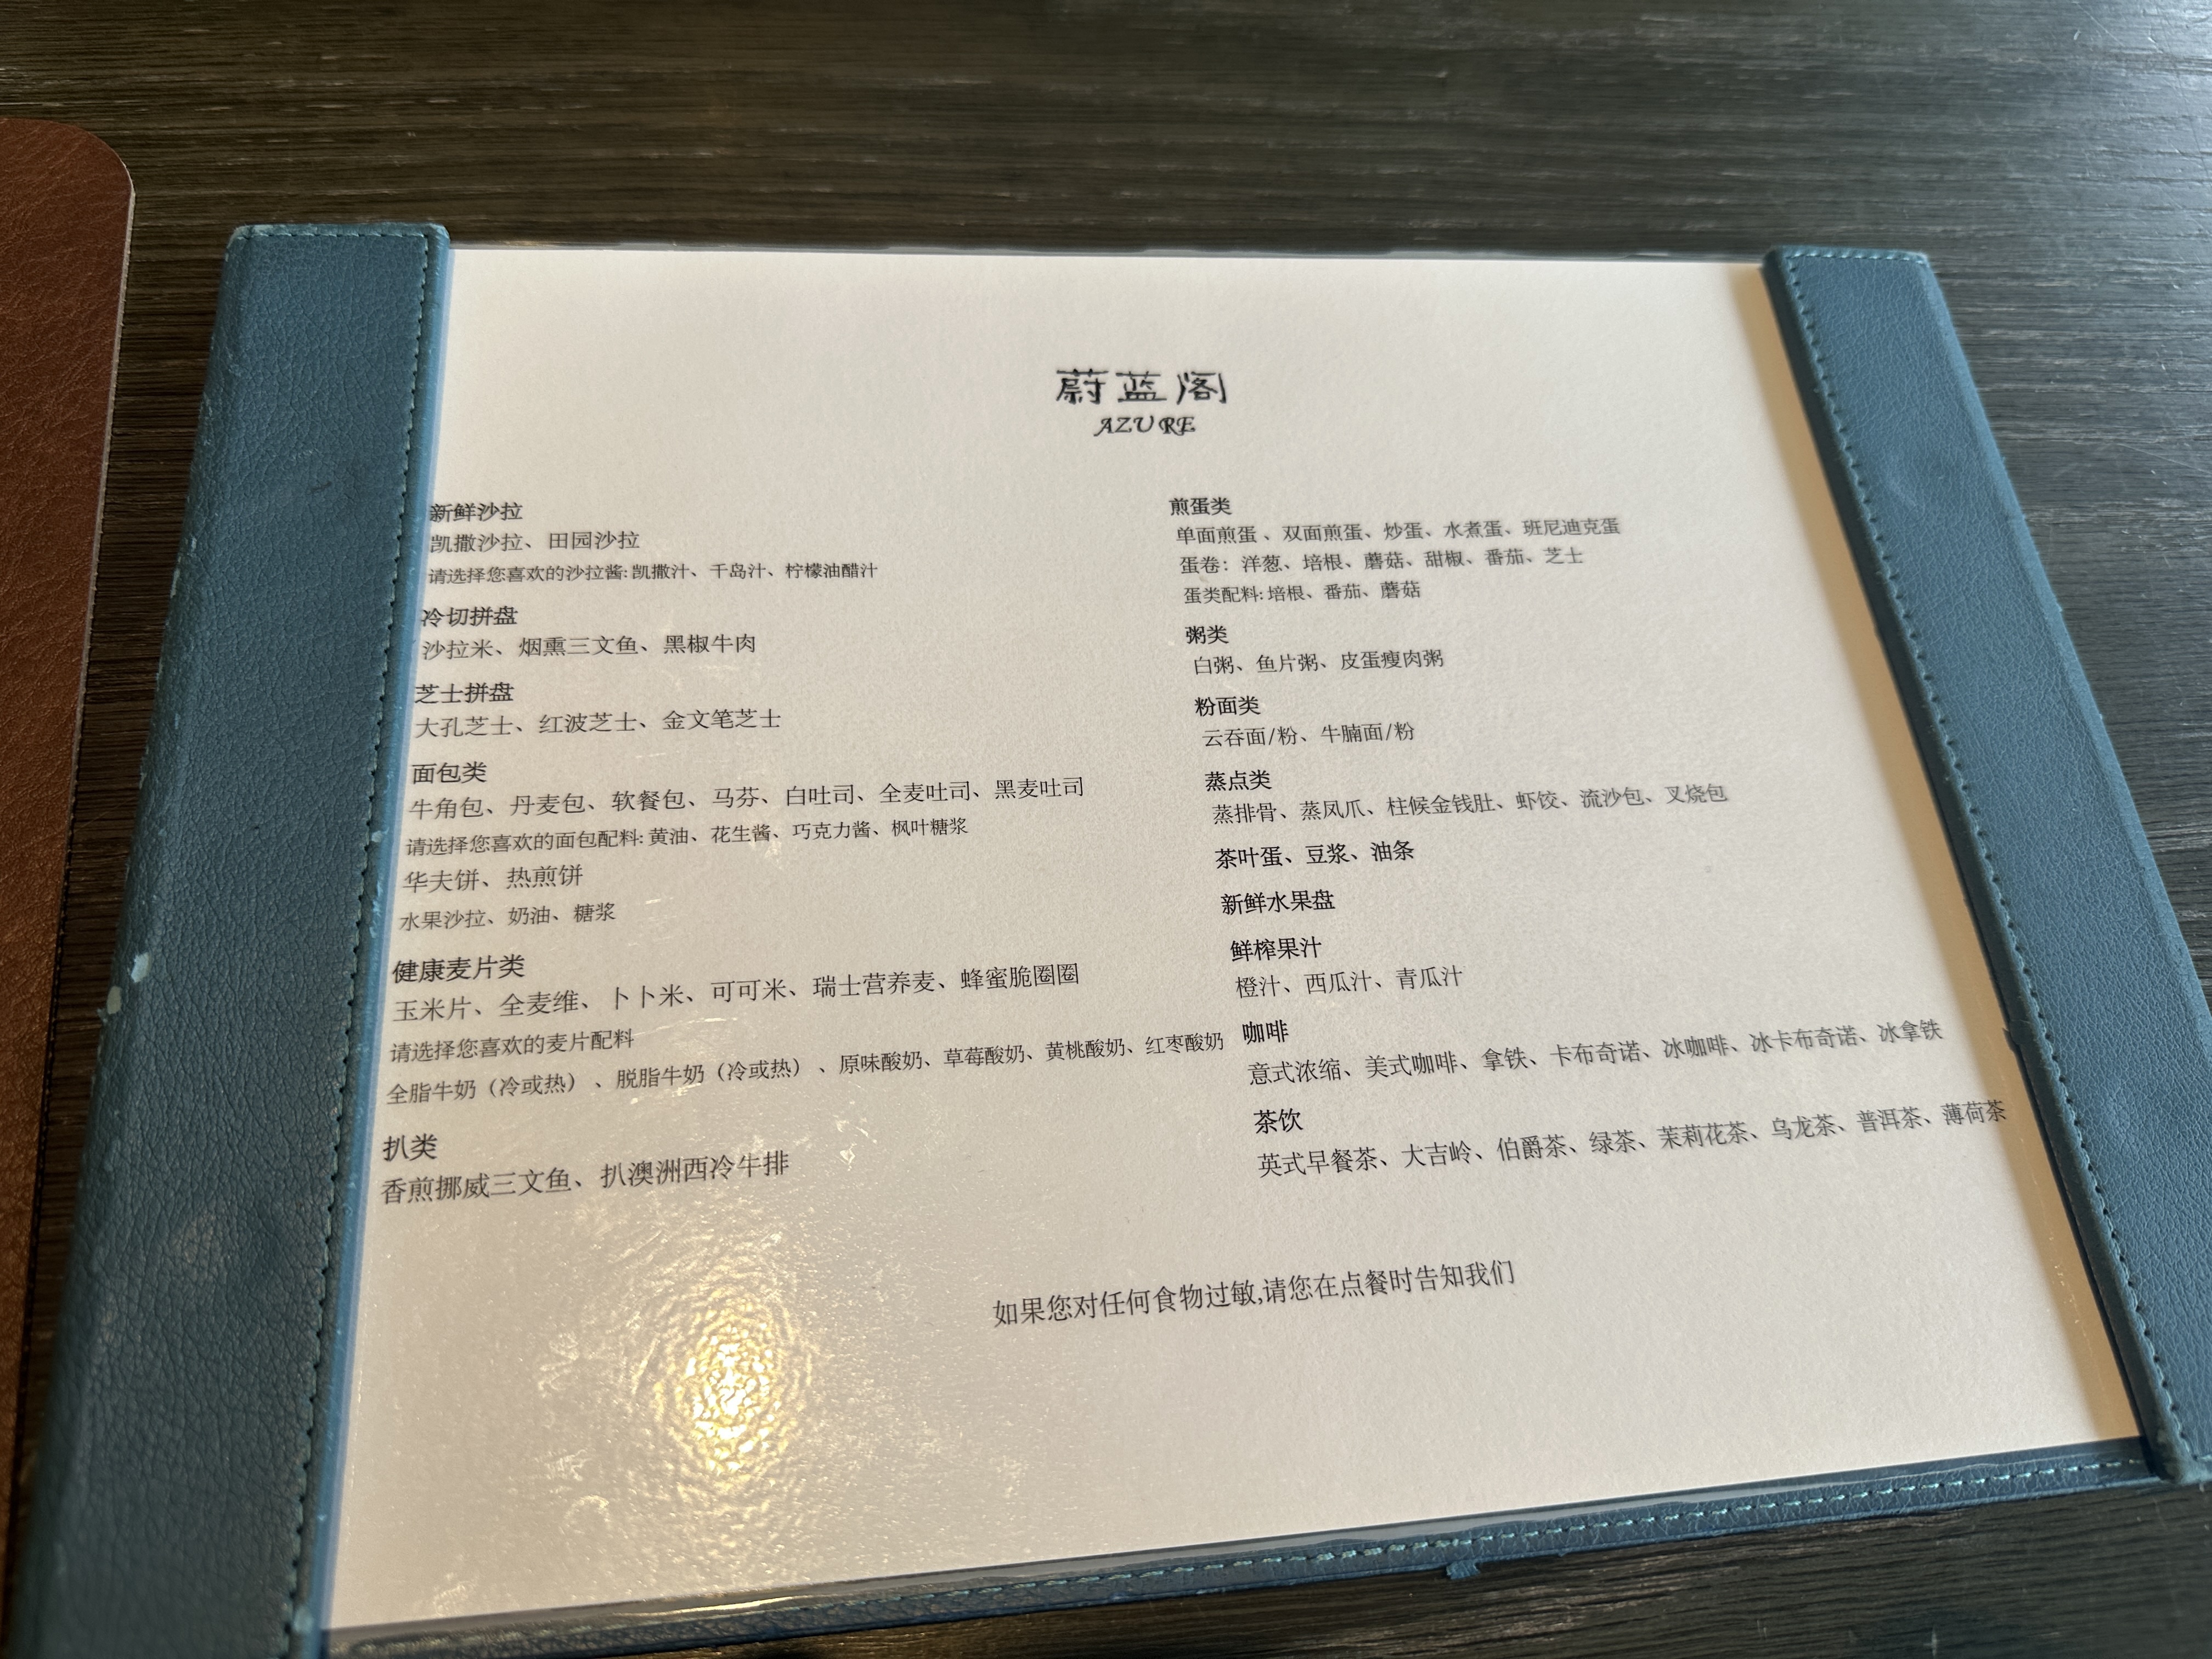 蔚蓝阁
AZURE
新鲜沙拉
凯撒沙拉、田园沙拉
请选择您喜欢的沙拉酱:凯撒汁、千岛汁、柠檬油醋汁
冷切拼盘
沙拉米、烟熏三文鱼、黑椒牛肉
芝士拼盘
大孔芝士、红波芝士、金文笔芝士
面包类
牛角包、丹麦包、软餐包、马芬、白吐司、全麦吐司、黑麦吐司
请选择您喜欢的面包配料:黄油、花生酱、巧克力酱、枫叶糖浆
华夫饼、热煎饼
水果沙拉、奶油、糖浆
健康麦片类
玉米片、全麦维、卜卜米、可可米、瑞士营养麦、蜂蜜脆圈圈
请选择您喜欢的麦片配料
全脂牛奶（冷或热）、脱脂牛奶（冷或热）、原味酸奶、草莓酸奶、黄桃酸奶、红枣酸奶
扒类
香煎挪威三文鱼、扒澳洲西冷牛排
煎蛋类
单面煎蛋、双面煎蛋、炒蛋、水煮蛋、班尼迪克蛋
蛋卷：洋葱、培根、蘑菇、甜椒、番茄、芝士
蛋类配料:培根、番茄、蘑菇
粥类
白粥、鱼片粥、皮蛋瘦肉粥
粉面类
云吞面/粉、牛腩面/粉
蒸点类
蒸排骨、蒸凤爪、柱候金钱肚、虾饺、流沙包、叉烧包
茶叶蛋、豆浆、油条
新鲜水果盘
鲜榨果汁
橙汁、西瓜汁、青瓜汁
咖啡
意式浓缩、美式咖啡、拿铁、卡布奇诺、冰咖啡、冰卡布奇诺、冰拿铁
茶饮
英式早餐茶、大吉岭、伯爵茶、绿茶、茉莉花茶、乌龙茶、普洱茶、薄荷茶
如果您对任何食物过敏,请您在点餐时告知我们